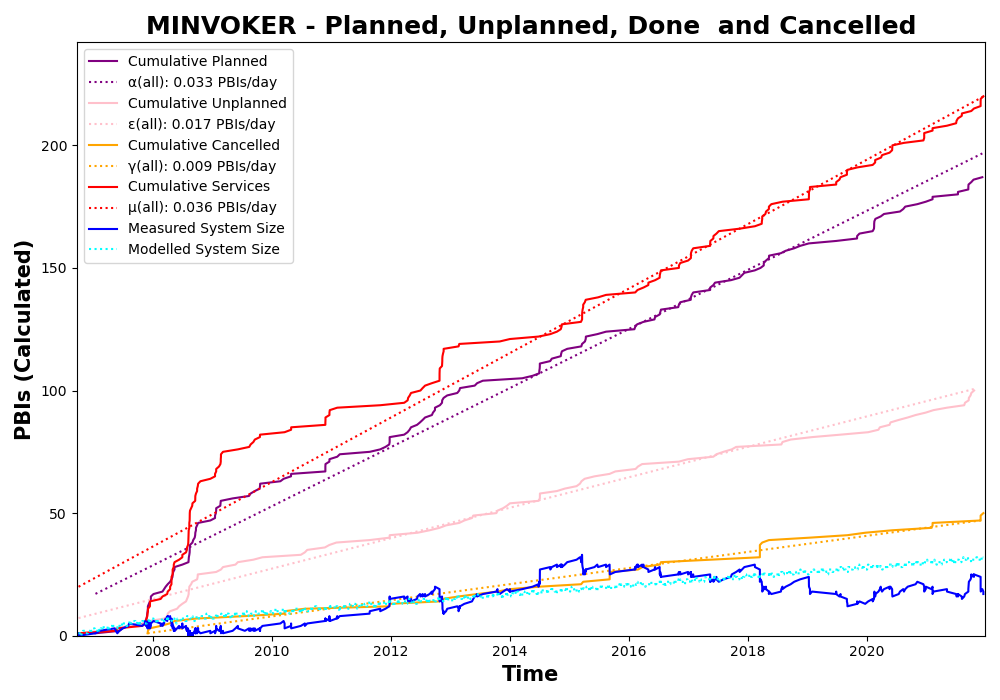 MINVOKER - Planned, Unplanned, Done  and Cancelled
PBIs (Calculated)
200
150
100
50
0
Cumulative Planned
α(all): 0.033 PBIs/day
Cumulative Unplanned
ε(all): 0.017 PBIs/day
Cumulative Cancelled
γ(all): 0.009 PBIs/day
Cumulative Services
μ(all): 0.036 PBIs/day
Measured System Size
Modelled System Size
2008 2010 2012 2014 2016 2018 2020
Time